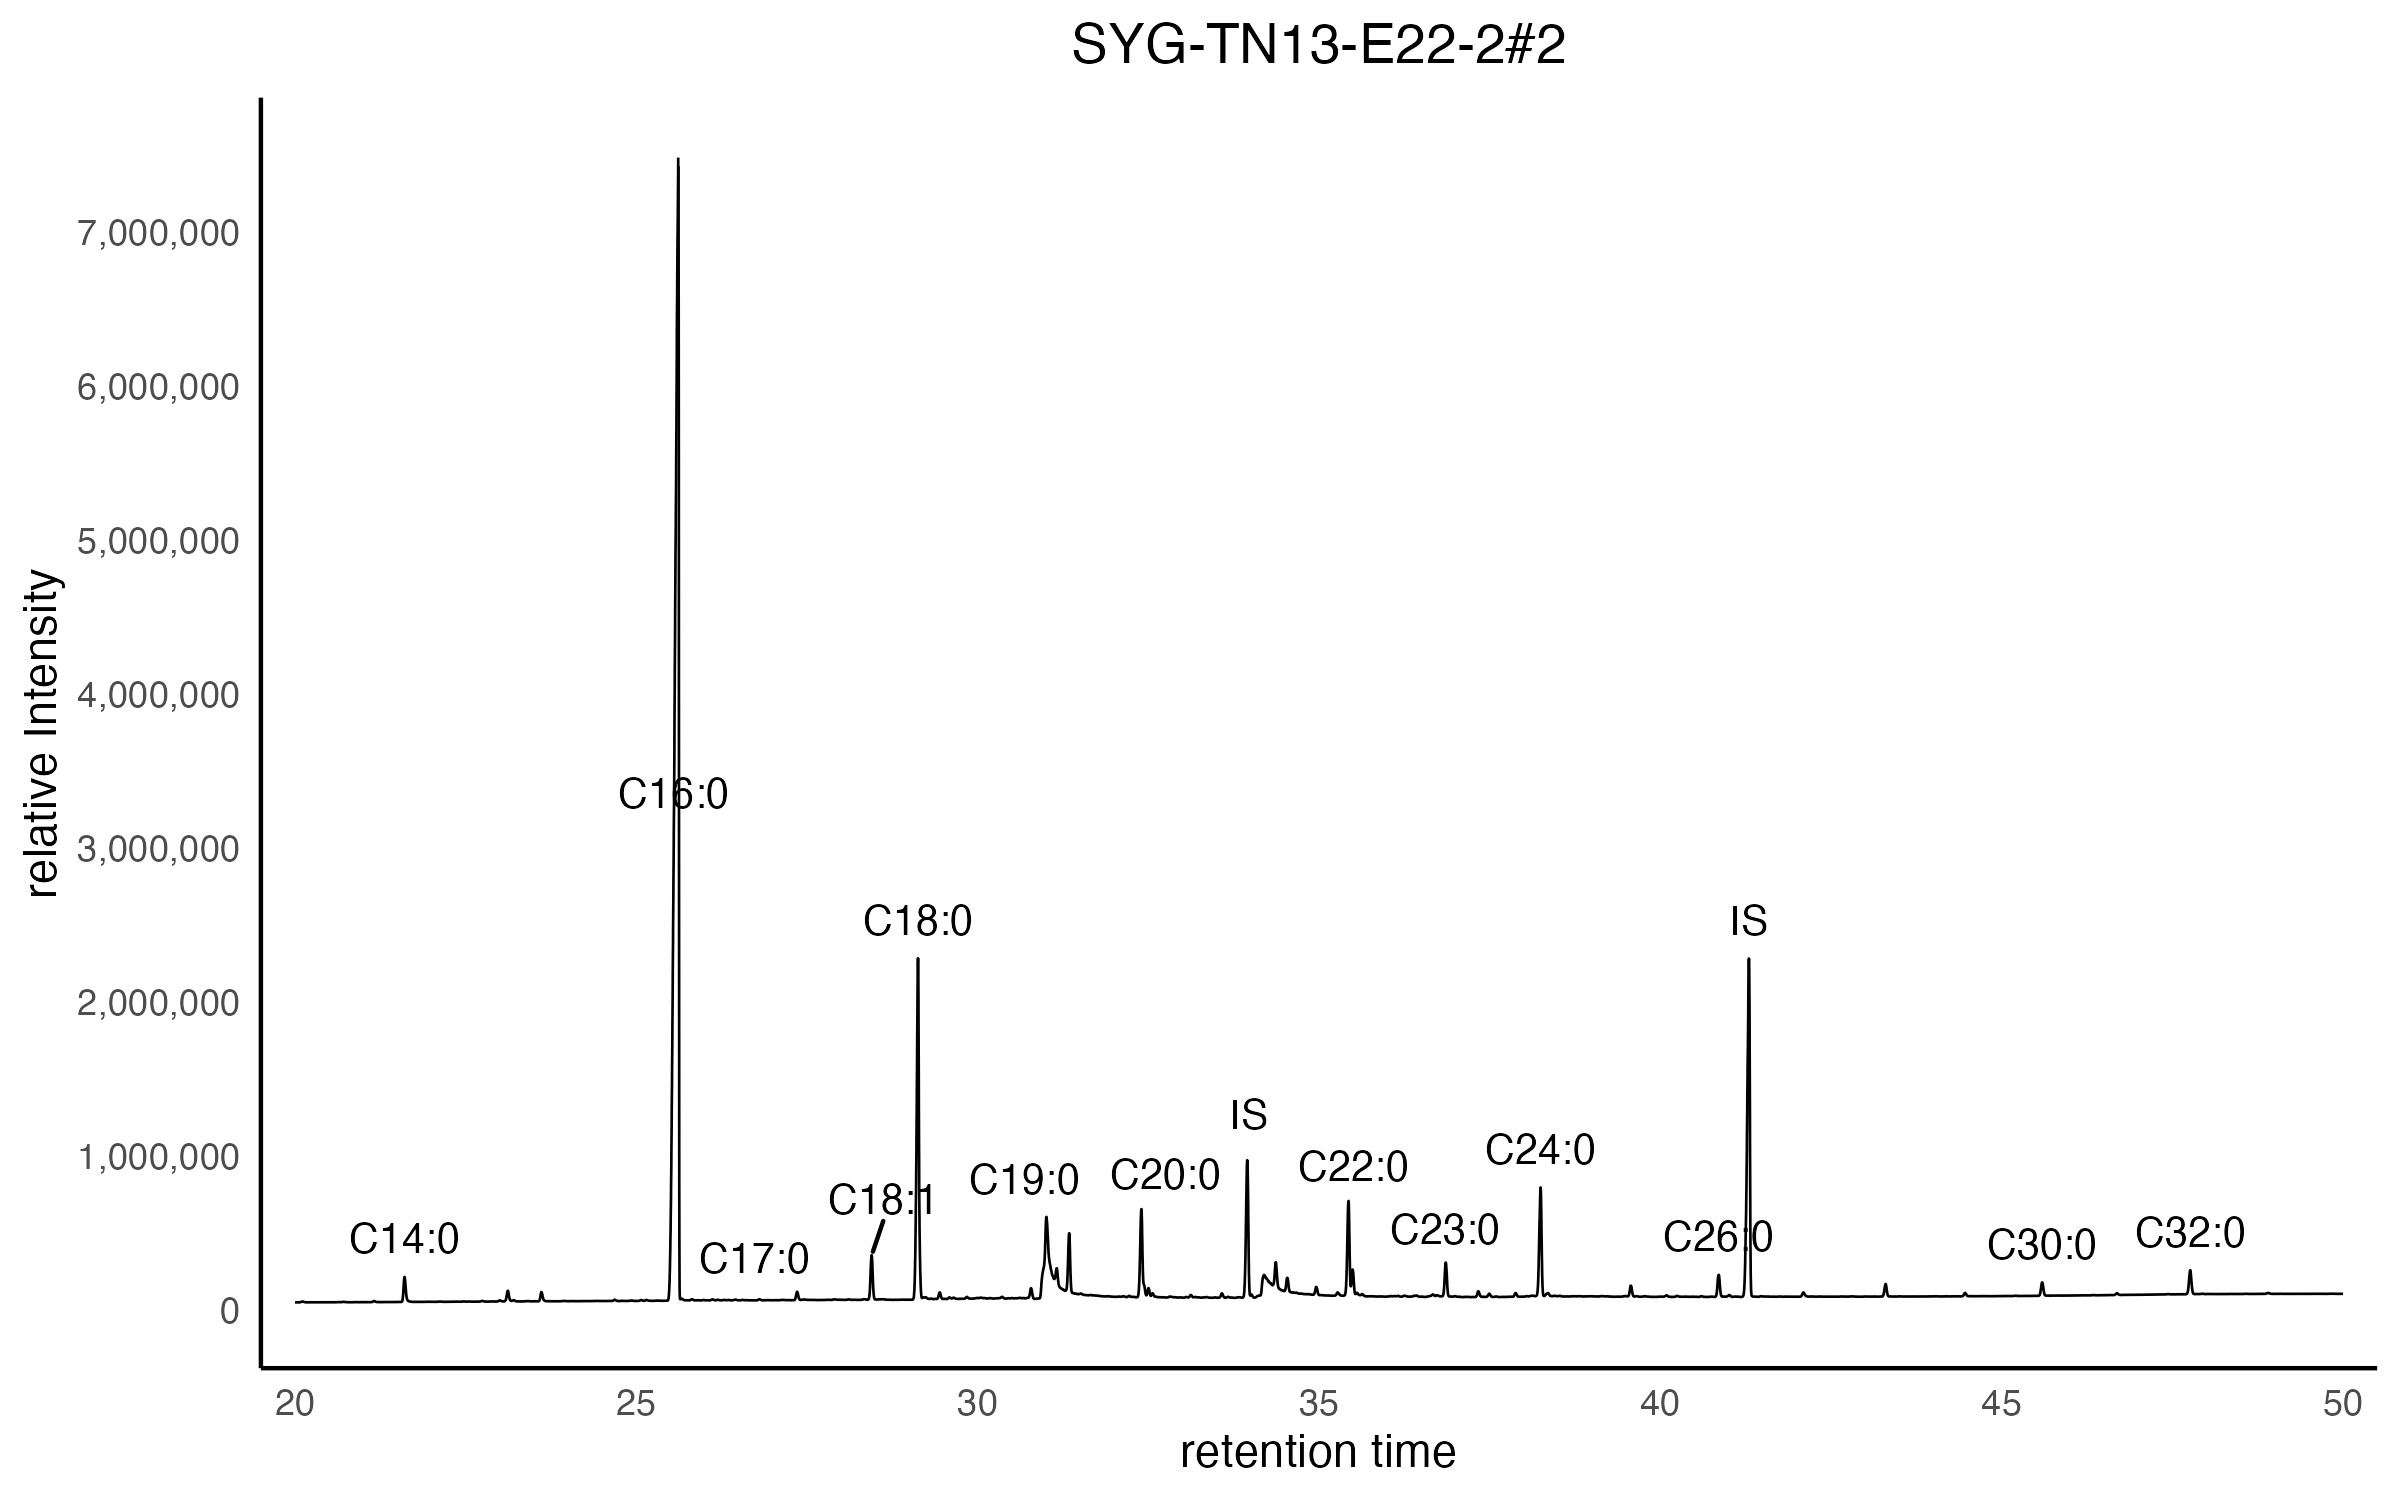 SYG-TN13-E22-2#2
relative Intensity
7,000,000
6,000,000
5,000,000
4,000,000
3,000,000
2,000,000
1,000,000
0
C16:0
C18:0
IS
IS
C14:0
C17:0
C18:1
C19:0
C20:0
C22:0
C23:0
C24:0
C26:0
C30:0
C32:0
20 25 30 35 40 45 50
retention time